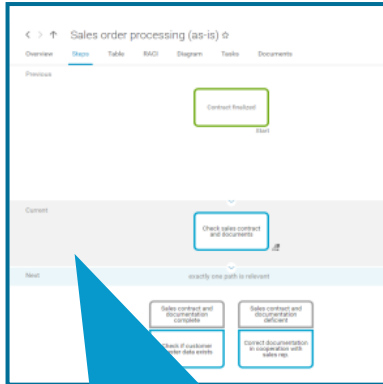 Sales order processing (as-is)
Overview Steps Table RACI Diagram Tasks Documents
Previous
Contract finalized
Start
Current
Check sales contract
and documents
Next
exactly one path is relevant
Sales contract and
documentation
complete
Sales contract and
documentation
deficient
Check if customer
data exists
Correct documentation
in cooperation with
sales rep.